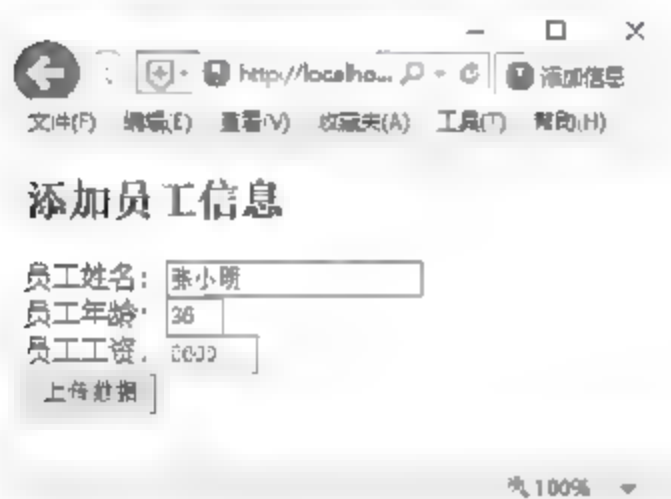 http://localho... 添加信息
文件(F) 编辑(E) 查看(V) 收藏夹(A) 工具(T) 帮助(H)
添加员工信息
员工姓名: 张小明
员工年龄:
员工工资:
上传数据
100%